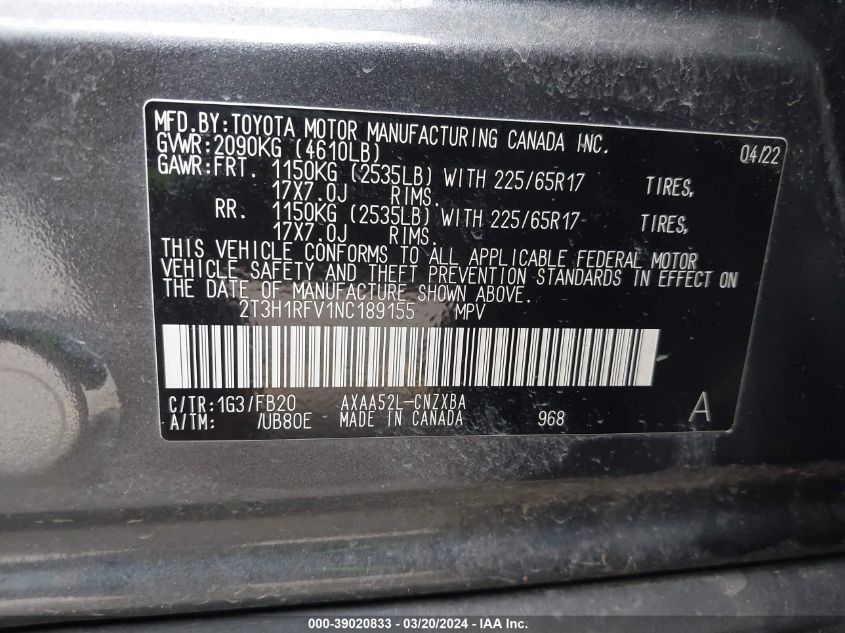 MFD.BY:TOYOTA MOTOR MANUFACTURING CANADA INC.
GVWR:2090KG (4610LB) 04/22
GAWR:FRT. 1150KG (2535LB) WITH 225/65R17 TIRES,
17X7.0J RIMS.
RR. 1150KG (2535LB) WITH 225/65R17 TIRES,
17X7.0J RIMS.
THIS VEHICLE CONFORMS TO ALL APPLICABLE FEDERAL MOTOR
VEHICLE SAFETY AND THEFT PREVENTION STANDARDS IN EFFECT ON
THE DATE OF MANUFACTURE SHOWN ABOVE.
2T3H1RFV1NC189155 MPV
C/TR:1G3/FB20 AXAA52L-CNZXBA A
A/TM: /UB80E MADE IN CANADA 968
000-39020833 - 03/20/2024 - IAA Inc.